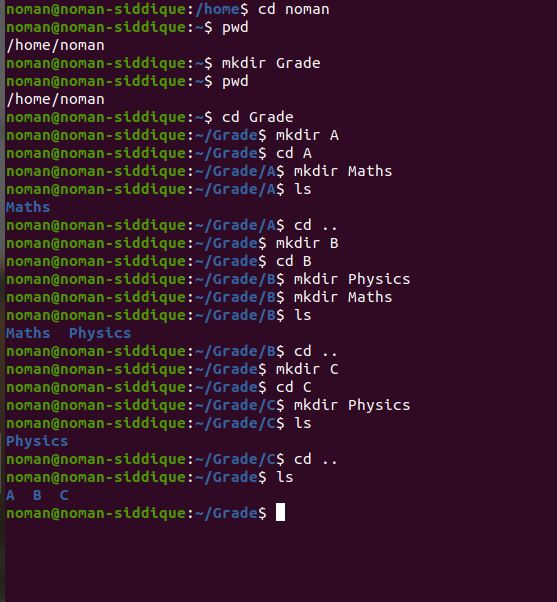 noman@noman-siddique:/home$ cd noman
noman@noman-siddique:~$ pwd
/home/noman
noman@noman-siddique:~$ mkdir Grade
noman@noman-siddique:~$ pwd
/home/noman
noman@noman-siddique:~$ cd Grade
noman@noman-siddique:~/Grade$ mkdir A
noman@noman-siddique:~/Grade$ cd A
noman@noman-siddique:~/Grade/A$ mkdir Maths
noman@noman-siddique:~/Grade/A$ ls
Maths
noman@noman-siddique:~/Grade/A$ cd ..
noman@noman-siddique:~/Grade$ mkdir B
noman@noman-siddique:~/Grade$ cd B
noman@noman-siddique:~/Grade/B$ mkdir Physics
noman@noman-siddique:~/Grade/B$ mkdir Maths
noman@noman-siddique:~/Grade/B$ ls
Maths  Physics
noman@noman-siddique:~/Grade/B$ cd ..
noman@noman-siddique:~/Grade$ mkdir C
noman@noman-siddique:~/Grade$ cd C
noman@noman-siddique:~/Grade/C$ mkdir Physics
noman@noman-siddique:~/Grade/C$ ls
Physics
noman@noman-siddique:~/Grade/C$ cd ..
noman@noman-siddique:~/Grade$ ls
A  B  C
noman@noman-siddique:~/Grade$